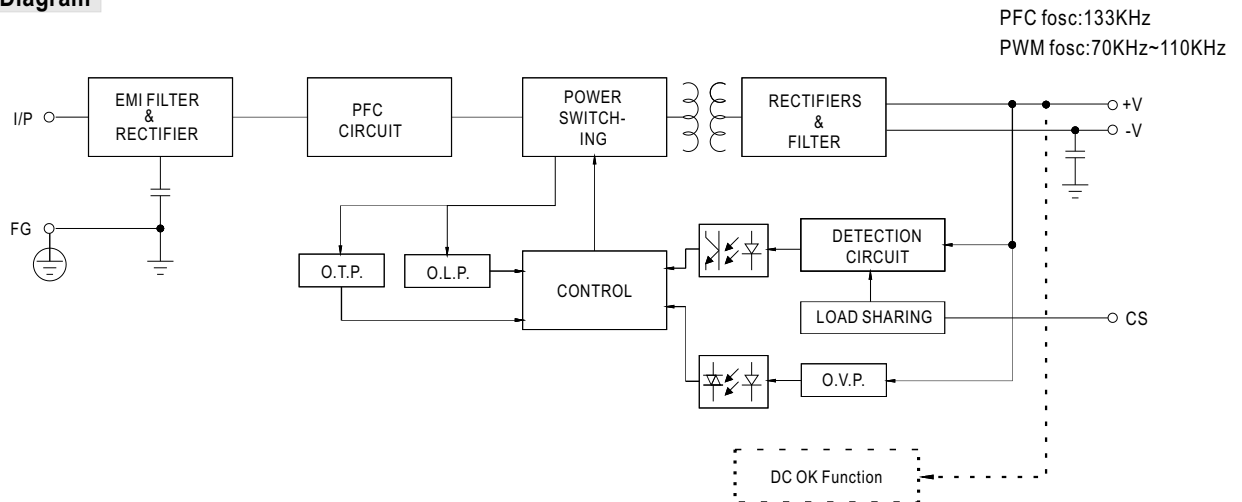 Diagram
PFC fosc:133KHz
PWM fosc:70KHz~110KHz
I/P
EMI FILTER
&
RECTIFIER
PFC
CIRCUIT
POWER
SWITCH-
ING
RECTIFIERS
&
FILTER
+V
-V
FG
O.T.P.
O.L.P.
CONTROL
DETECTION
CIRCUIT
LOAD SHARING
CS
O.V.P.
DC OK Function